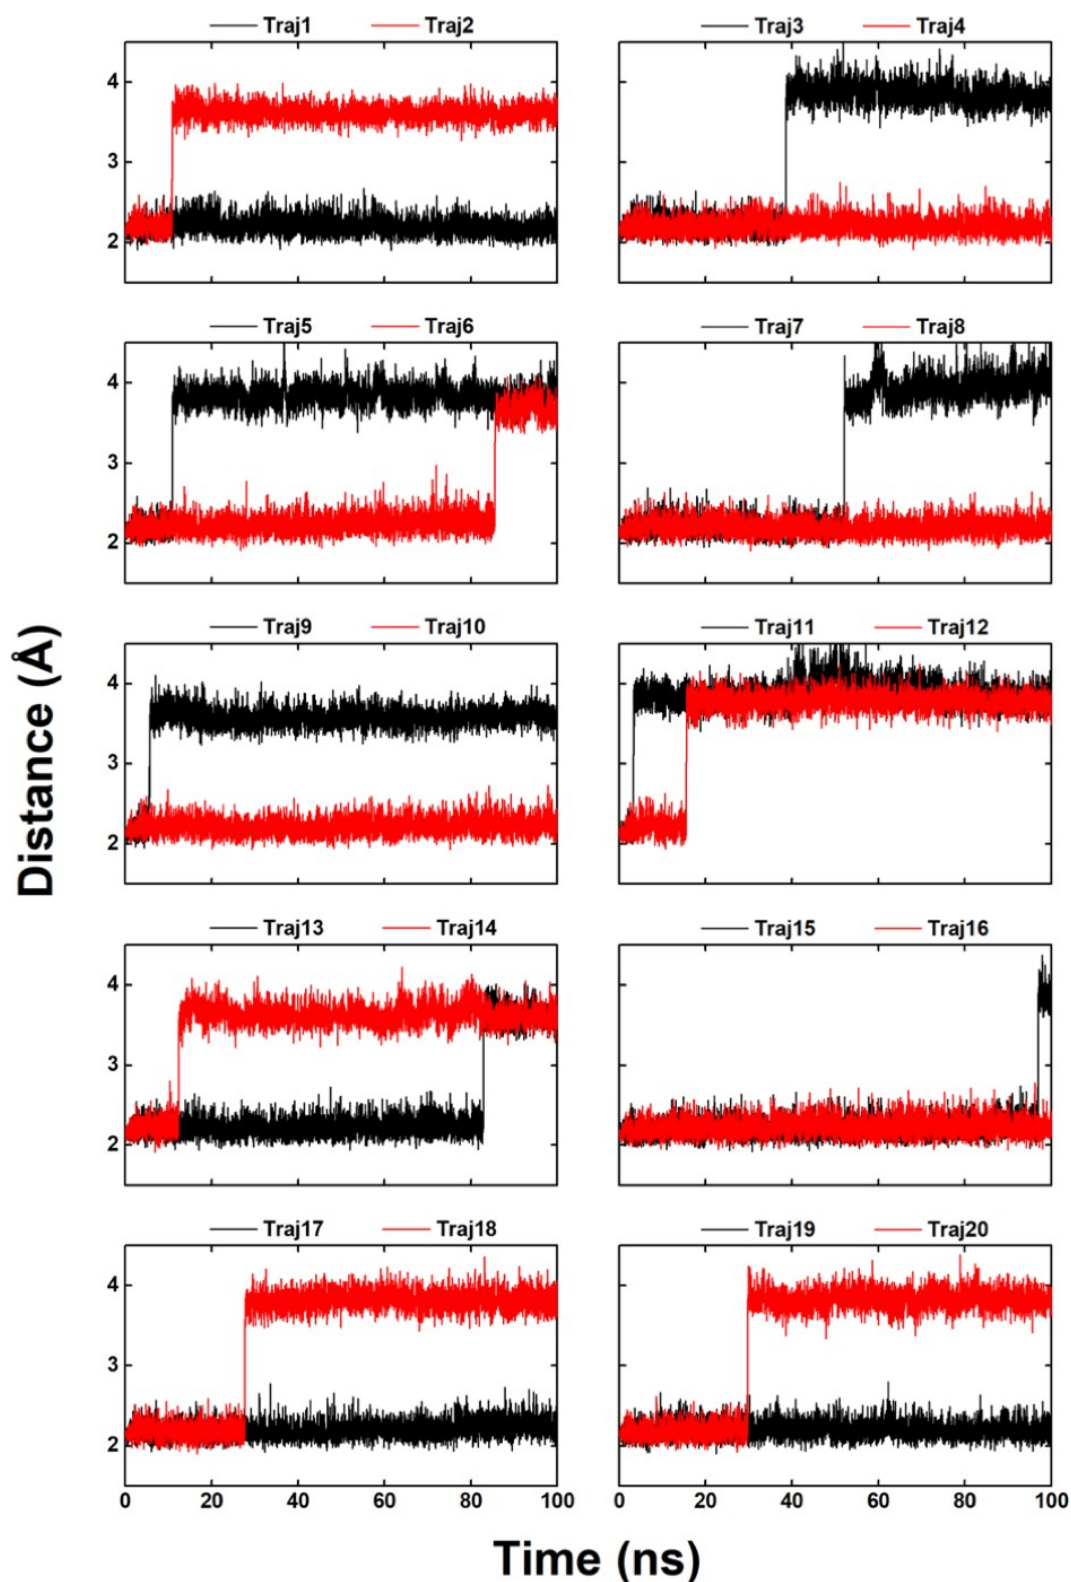 Traj1 Traj2
Traj3 Traj4
4
3
2
Traj5 Traj6
Traj7 Traj8
4
3
2
Traj9 Traj10
Traj11 Traj12
4
3
2
Traj13 Traj14
Traj15 Traj16
4
3
2
Traj17 Traj18
Traj19 Traj20
4
3
2
0 20 40 60 80 100
0 20 40 60 80 100
Distance (Å)
Time (ns)